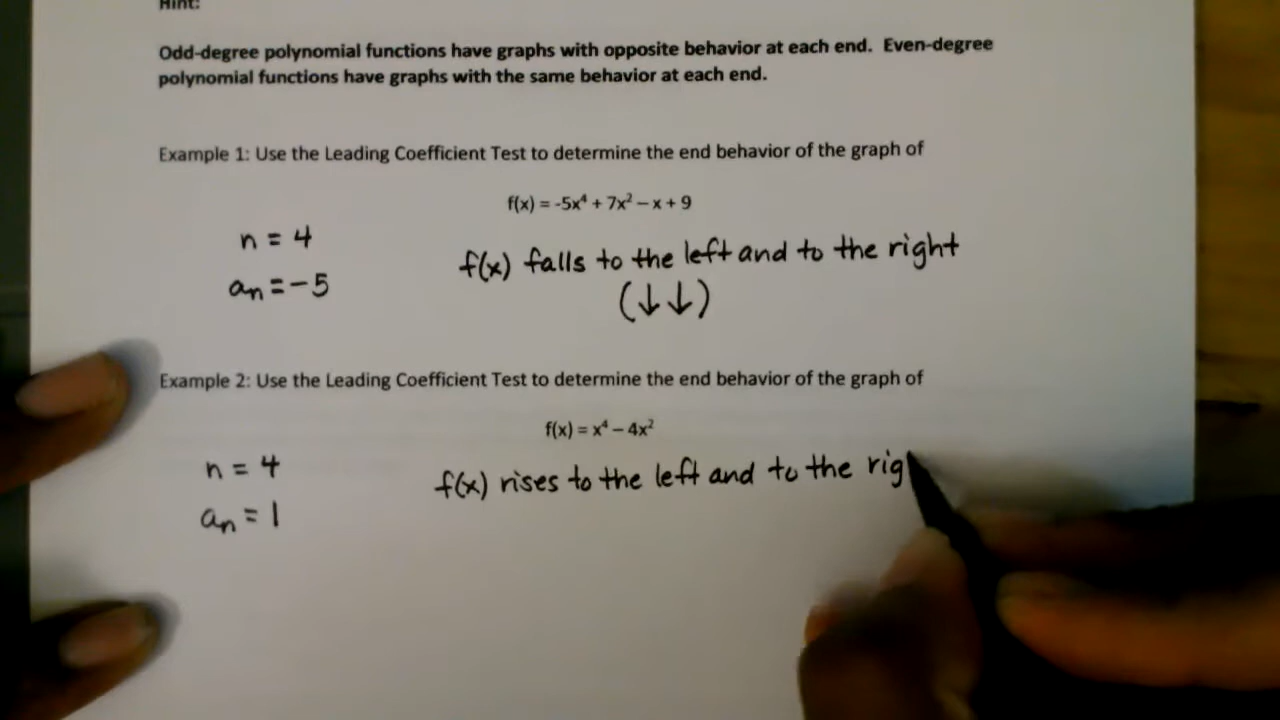 Hint:
Odd-degree polynomial functions have graphs with opposite behavior at each end. Even-degree
polynomial functions have graphs with the same behavior at each end.
Example 1: Use the Leading Coefficient Test to determine the end behavior of the graph of
f(x) = -5x⁴ + 7x² – x + 9
n = 4
f(x) falls to the left and to the right
aₙ = -5
(↓↓)
Example 2: Use the Leading Coefficient Test to determine the end behavior of the graph of
f(x) = x⁴ – 4x²
n = 4
f(x) rises to the left and to the rig
aₙ = 1